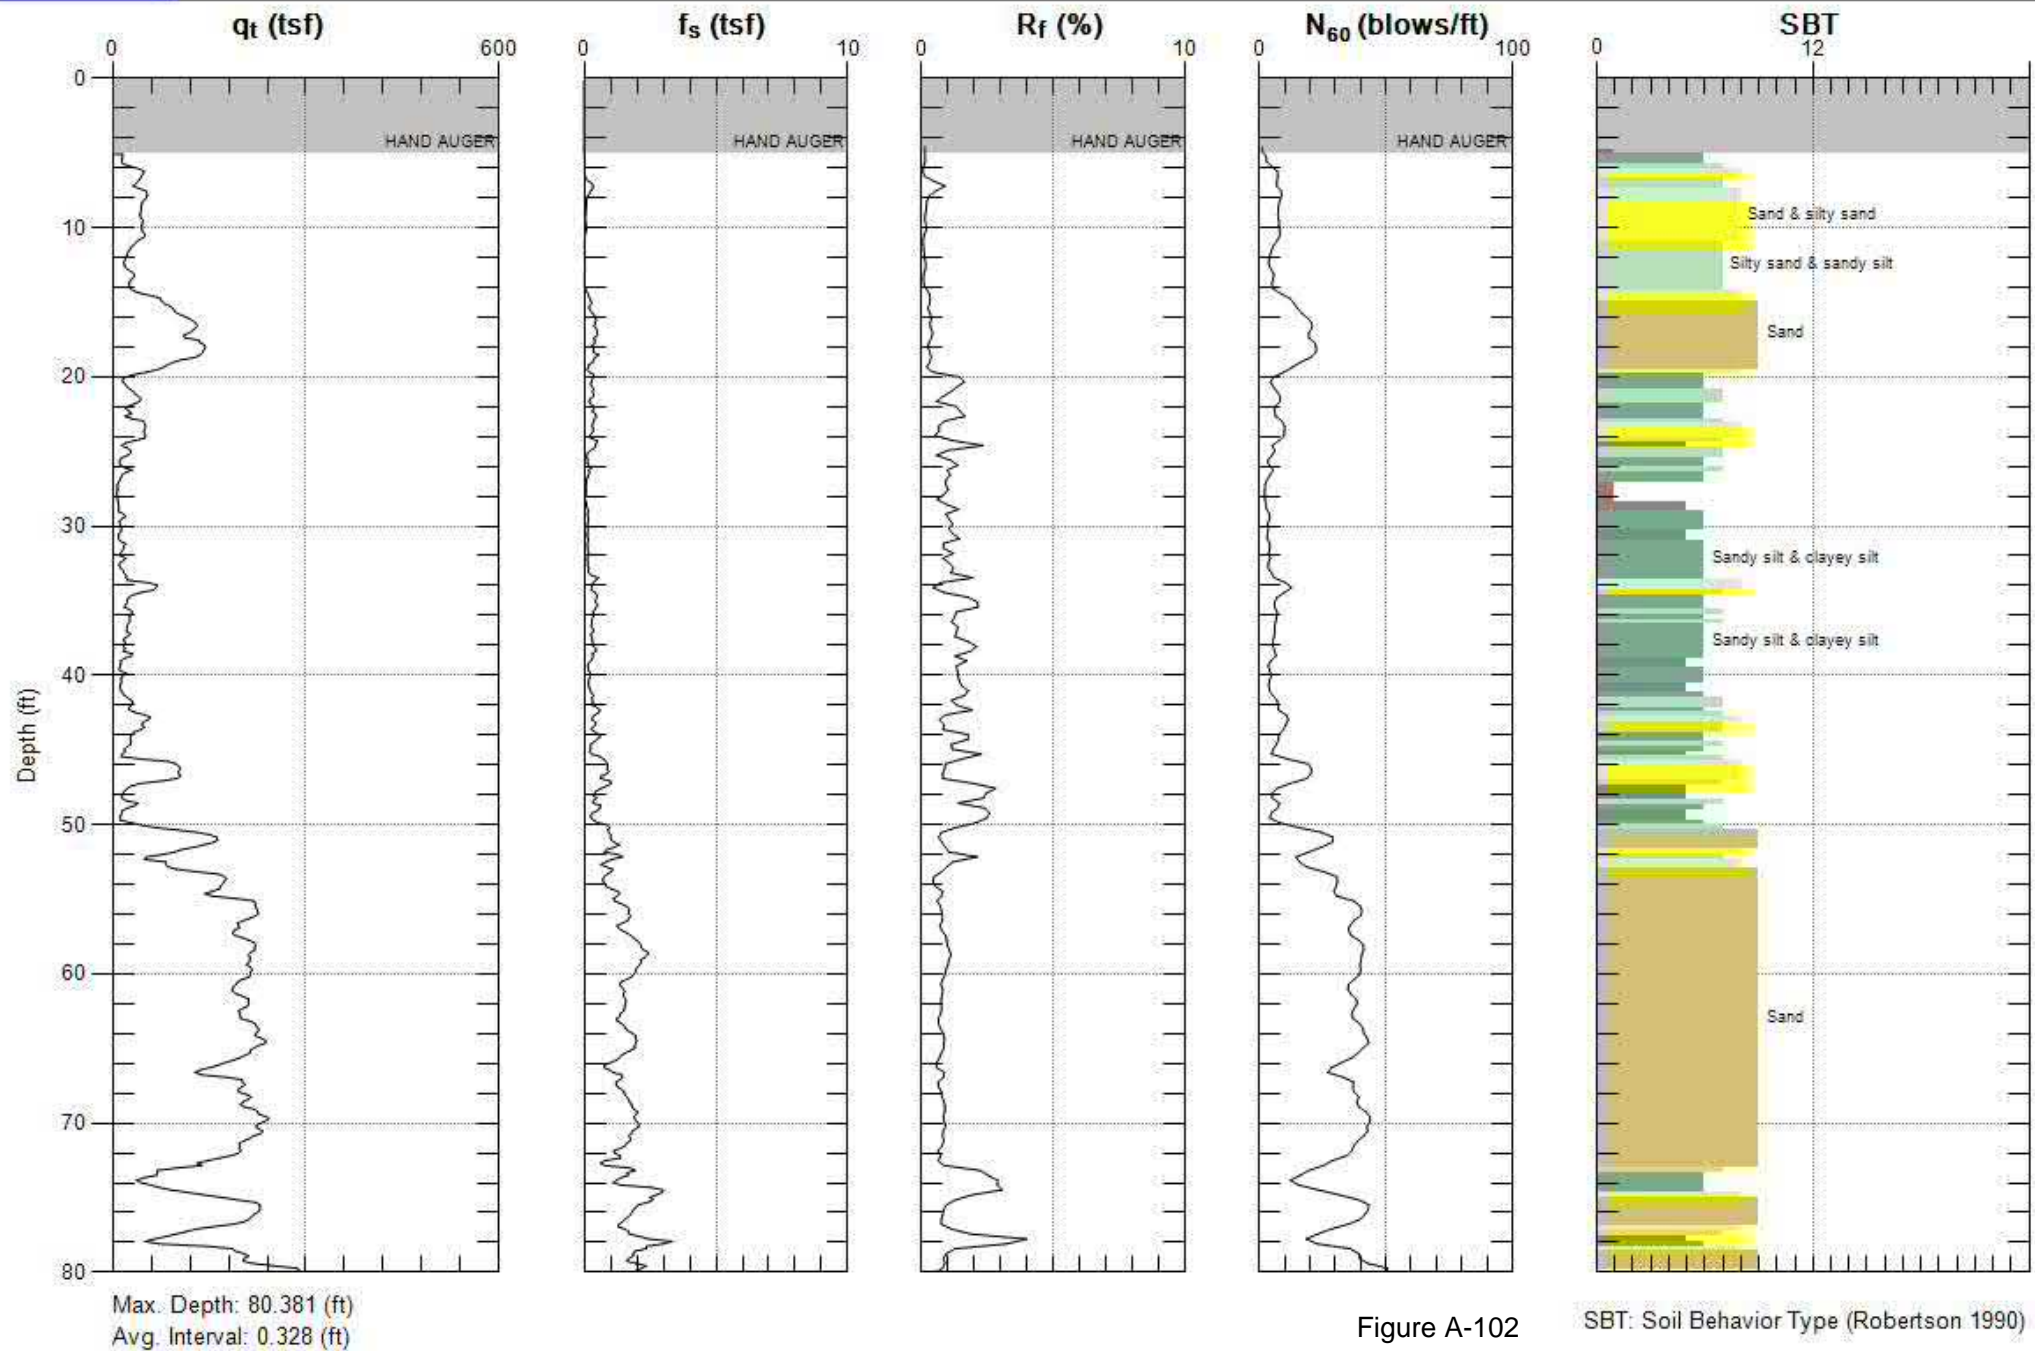 qt (tsf) fs (tsf) Rf (%) N60 (blows/ft) SBT
0 600 0 10 0 10 0 100 0 12
0
HAND AUGER HAND AUGER HAND AUGER HAND AUGER
Sand & silty sand
10
Silty sand & sandy silt
Sand
20
30
Sandy silt & clayey silt
Sandy silt & clayey silt
40
Depth (ft)
50
60
Sand
70
80
Max. Depth: 80.381 (ft)
Avg. Interval: 0.328 (ft)
Figure A-102
SBT: Soil Behavior Type (Robertson 1990)